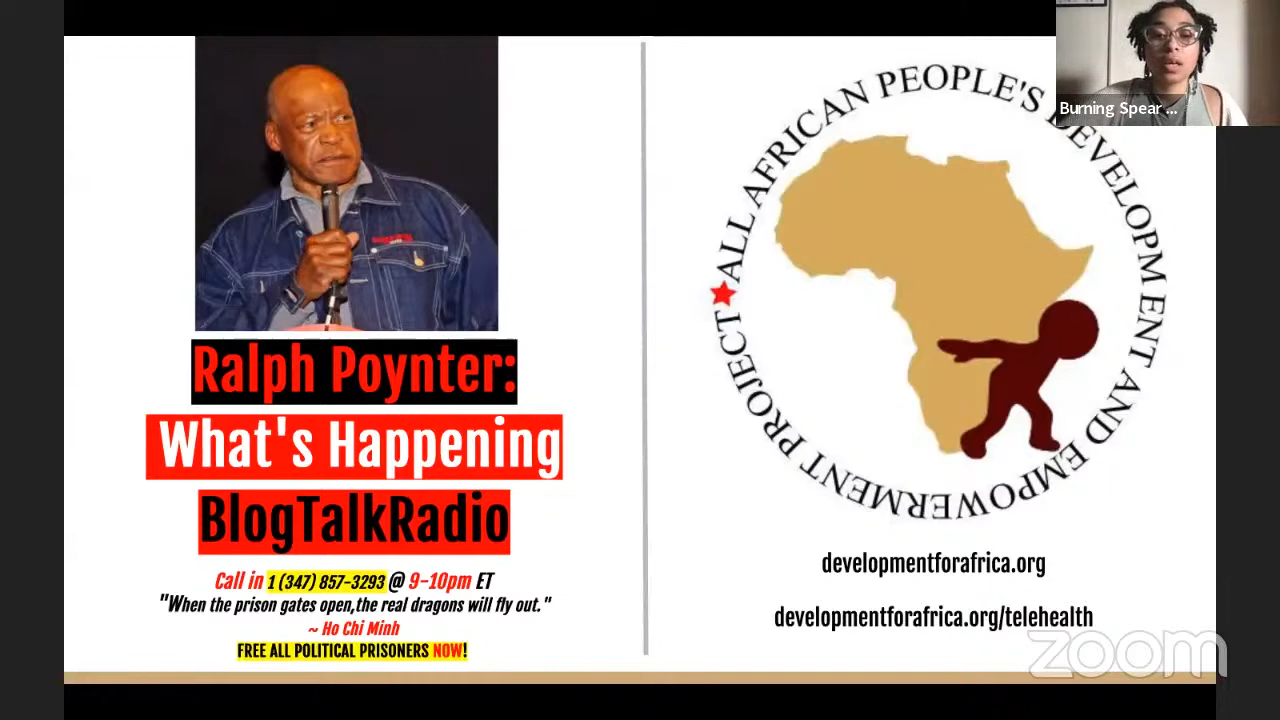 Ralph Poynter:
What's Happening
BlogTalkRadio
Call in 1 (347) 857-3293 @ 9-10pm ET
"When the prison gates open,the real dragons will fly out."
~ Ho Chi Minh
FREE ALL POLITICAL PRISONERS NOW!
ALL AFRICAN PEOPLE'S DEVELOPMENT AND EMPOWERMENT PROJECT
developmentforafrica.org
developmentforafrica.org/telehealth
Burning Spear ...
zoom